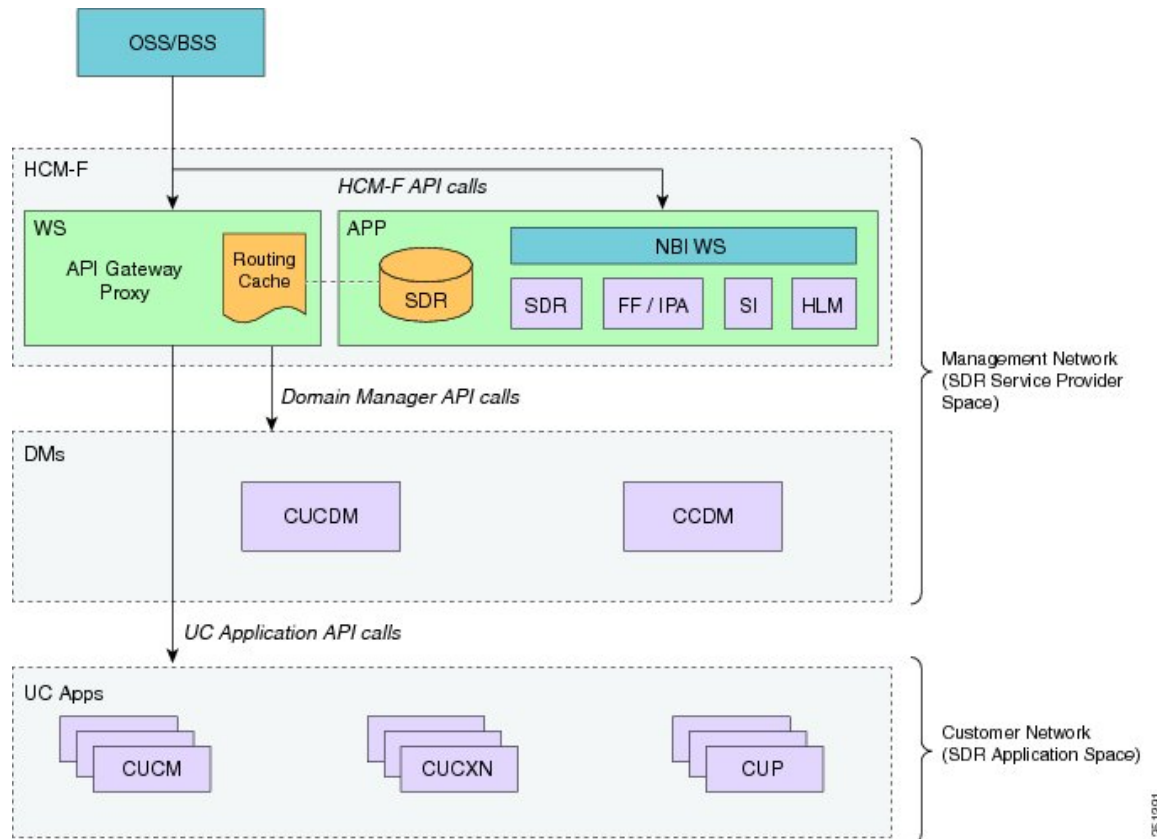 OSS/BSS
HCM-F
HCM-F API calls
WS
API Gateway
Proxy
Routing
Cache
APP
SDR
NBI WS
SDR
FF / IPA
SI
HLM
Management Network
(SDR Service Provider
Space)
Domain Manager API calls
DMs
CUCDM
CCDM
UC Application API calls
UC Apps
CUCM
CUCXN
CUP
Customer Network
(SDR Application Space)